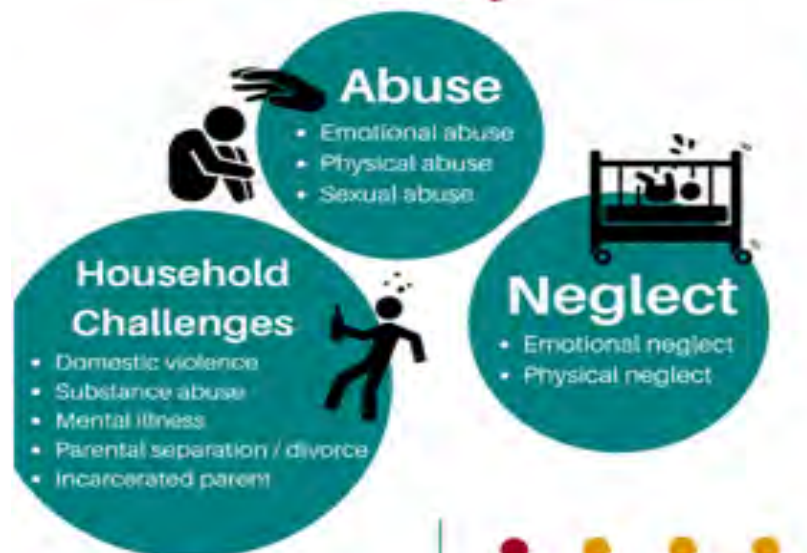 Abuse
• Emotional abuse
• Physical abuse
• Sexual abuse
Household
Challenges
• Domestic violence
• Substance abuse
• Mental illness
• Parental separation / divorce
• Incarcerated parent
Neglect
• Emotional neglect
• Physical neglect